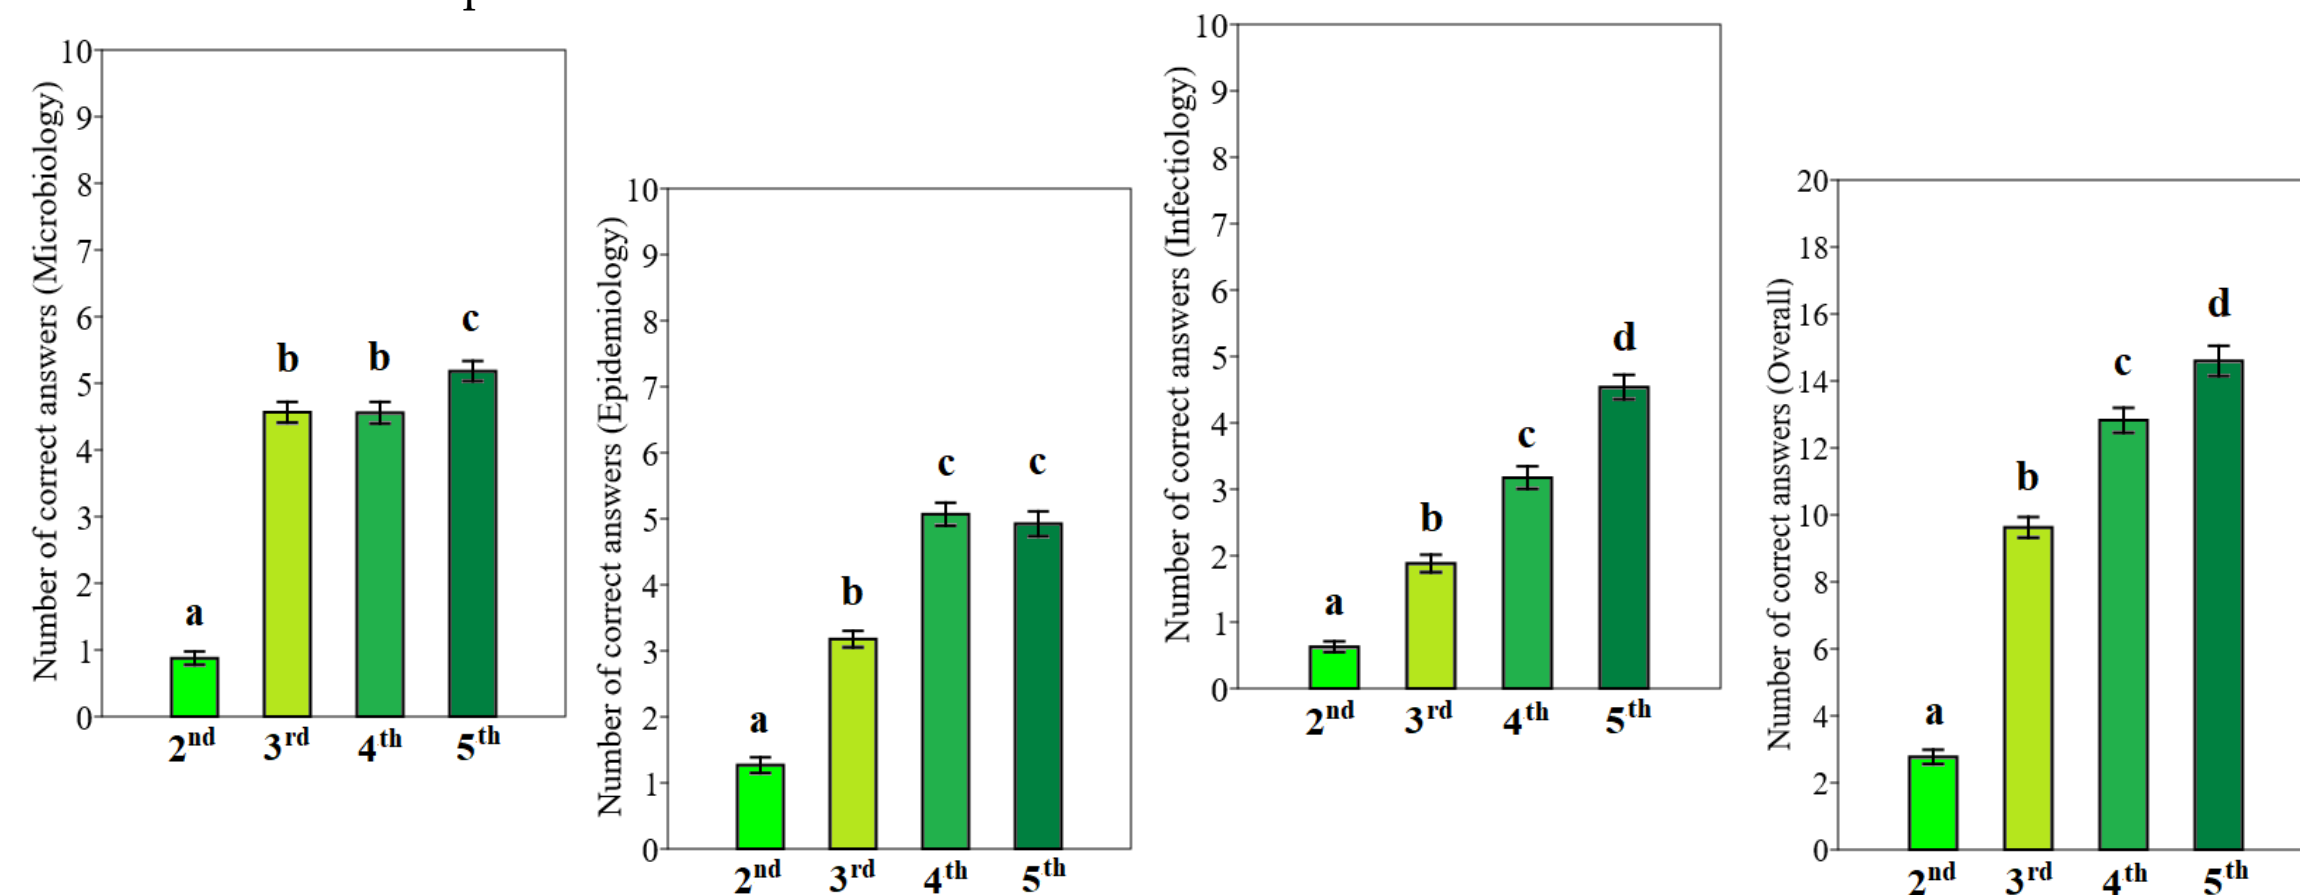 Number of correct answers (Microbiology)
10
9
8
7
6
5
4
3
2
1
0
a
b
b
c
2nd 3rd 4th 5th
Number of correct answers (Epidemiology)
10
9
8
7
6
5
4
3
2
1
0
a
b
c
c
2nd 3rd 4th 5th
Number of correct answers (Infectiology)
10
9
8
7
6
5
4
3
2
1
0
a
b
c
d
2nd 3rd 4th 5th
Number of correct answers (Overall)
20
18
16
14
12
10
8
6
4
2
0
a
b
c
d
2nd 3rd 4th 5th